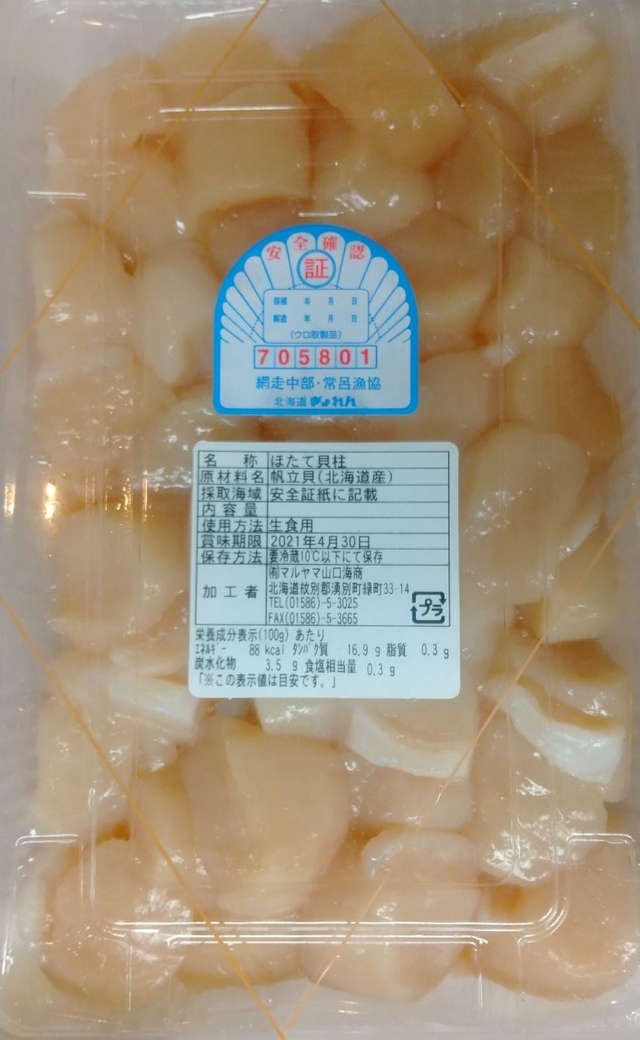 安全確認
証
採捕 年 月 日
製造 年 月 日
(ウロ取製品)
705801
網走中部・常呂漁協
北海道 ぎょれん
名 称 ほたて貝柱
原材料名 帆立貝(北海道産)
採取海域 安全証紙に記載
内容量
使用方法 生食用
賞味期限 2021年4月30日
保存方法 要冷蔵10℃以下にて保存
加工者 ㈲マルヤマ山口海商
北海道紋別郡湧別町緑町33-14
TEL(01586)-5-3025
FAX(01586)-5-3665
プラ
栄養成分表示(100g)あたり
エネルギー 88 kcal タンパク質 16.9 g 脂質 0.3 g
炭水化物 3.5 g 食塩相当量 0.3 g
「※この表示値は目安です。」